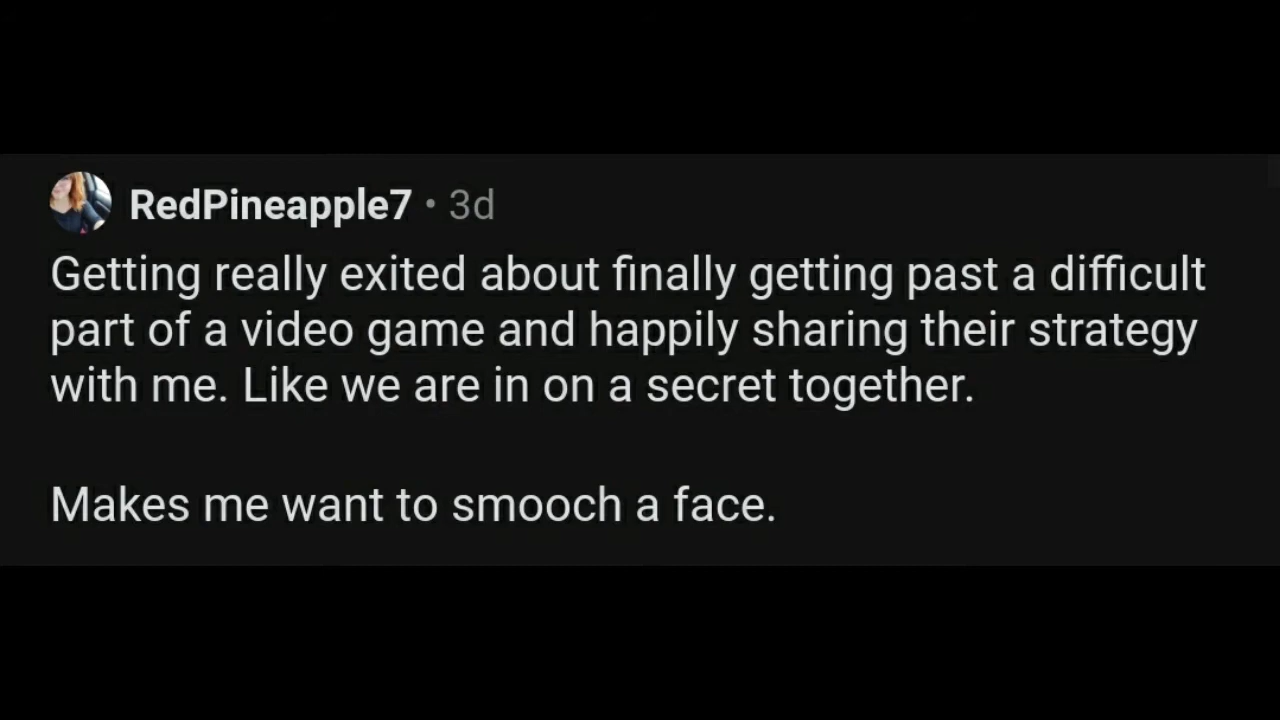 RedPineapple7 • 3d
Getting really exited about finally getting past a difficult
part of a video game and happily sharing their strategy
with me. Like we are in on a secret together.
Makes me want to smooch a face.